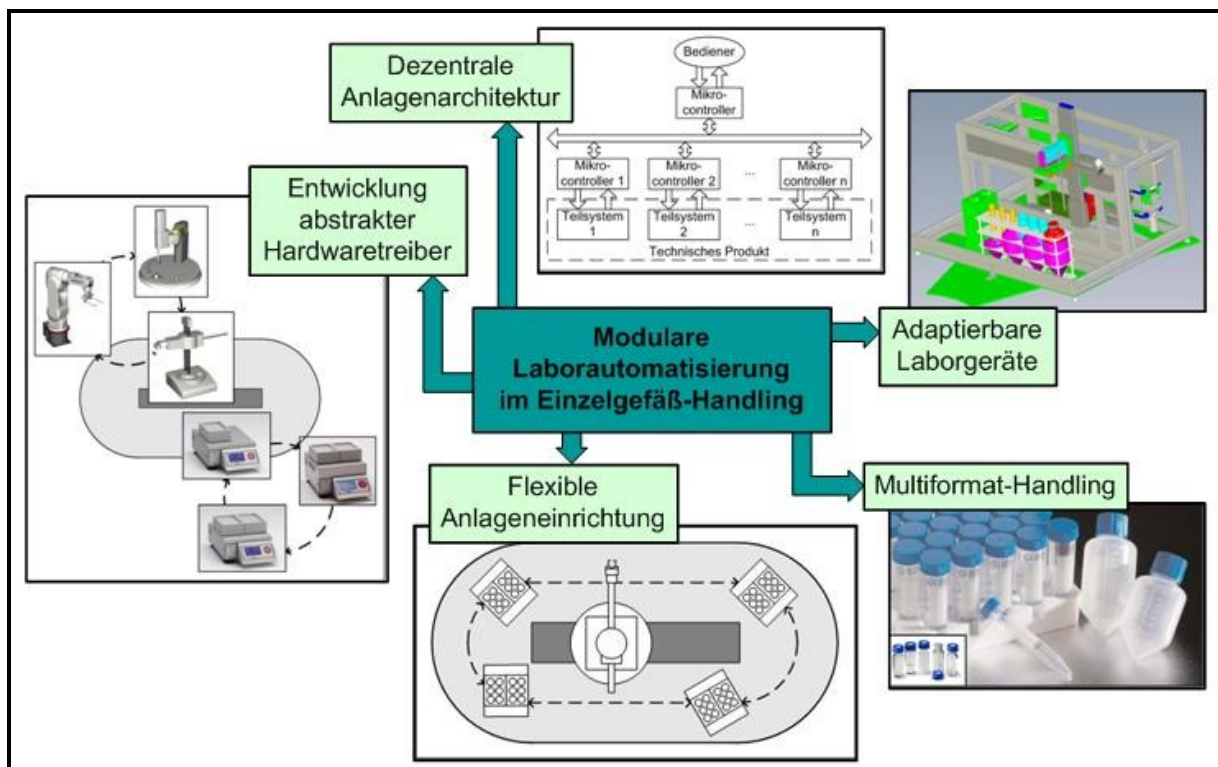 Dezentrale
Anlagenarchitektur
Bediener
Mikro-
controller
Mikro-
controller 1
Mikro-
controller 2
...
Mikro-
controller n
Teilsystem
1
Teilsystem
2
...
Teilsystem
n
Technisches Produkt
Entwicklung
abstrakter
Hardwaretreiber
Modulare
Laborautomatisierung
im Einzelgefäß-Handling
Adaptierbare
Laborgeräte
Flexible
Anlageneinrichtung
Multiformat-Handling